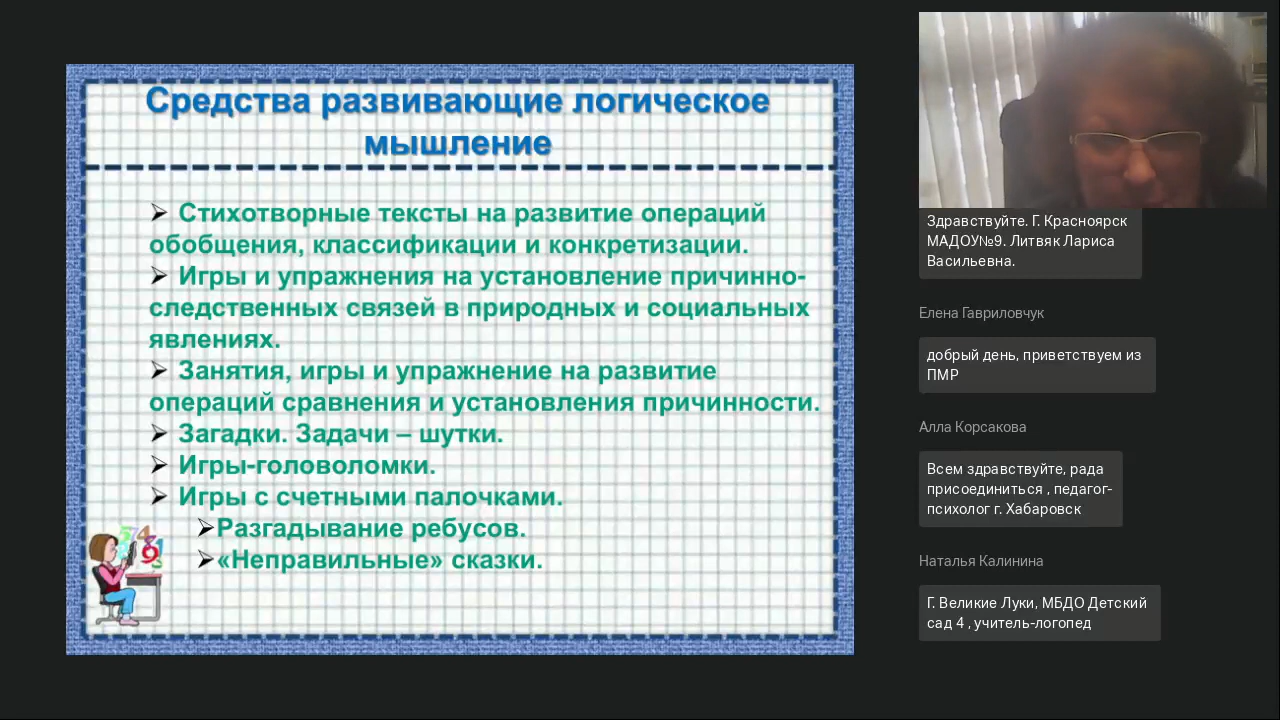 Средства развивающие логическое
мышление
Стихотворные тексты на развитие операций
обобщения, классификации и конкретизации.
Игры и упражнения на установление причинно-
следственных связей в природных и социальных
явлениях.
Занятия, игры и упражнение на развитие
операций сравнения и установления причинности.
Загадки. Задачи – шутки.
Игры-головоломки.
Игры с счетными палочками.
Разгадывание ребусов.
«Неправильные» сказки.
Здравствуйте. Г. Красноярск
МАДОУ№9. Литвяк Лариса
Васильевна.
Елена Гавриловчук
добрый день, приветствуем из
ПМР
Алла Корсакова
Всем здравствуйте, рада
присоединиться , педагог-
психолог г. Хабаровск
Наталья Калинина
Г. Великие Луки, МБДО Детский
сад 4 , учитель-логопед